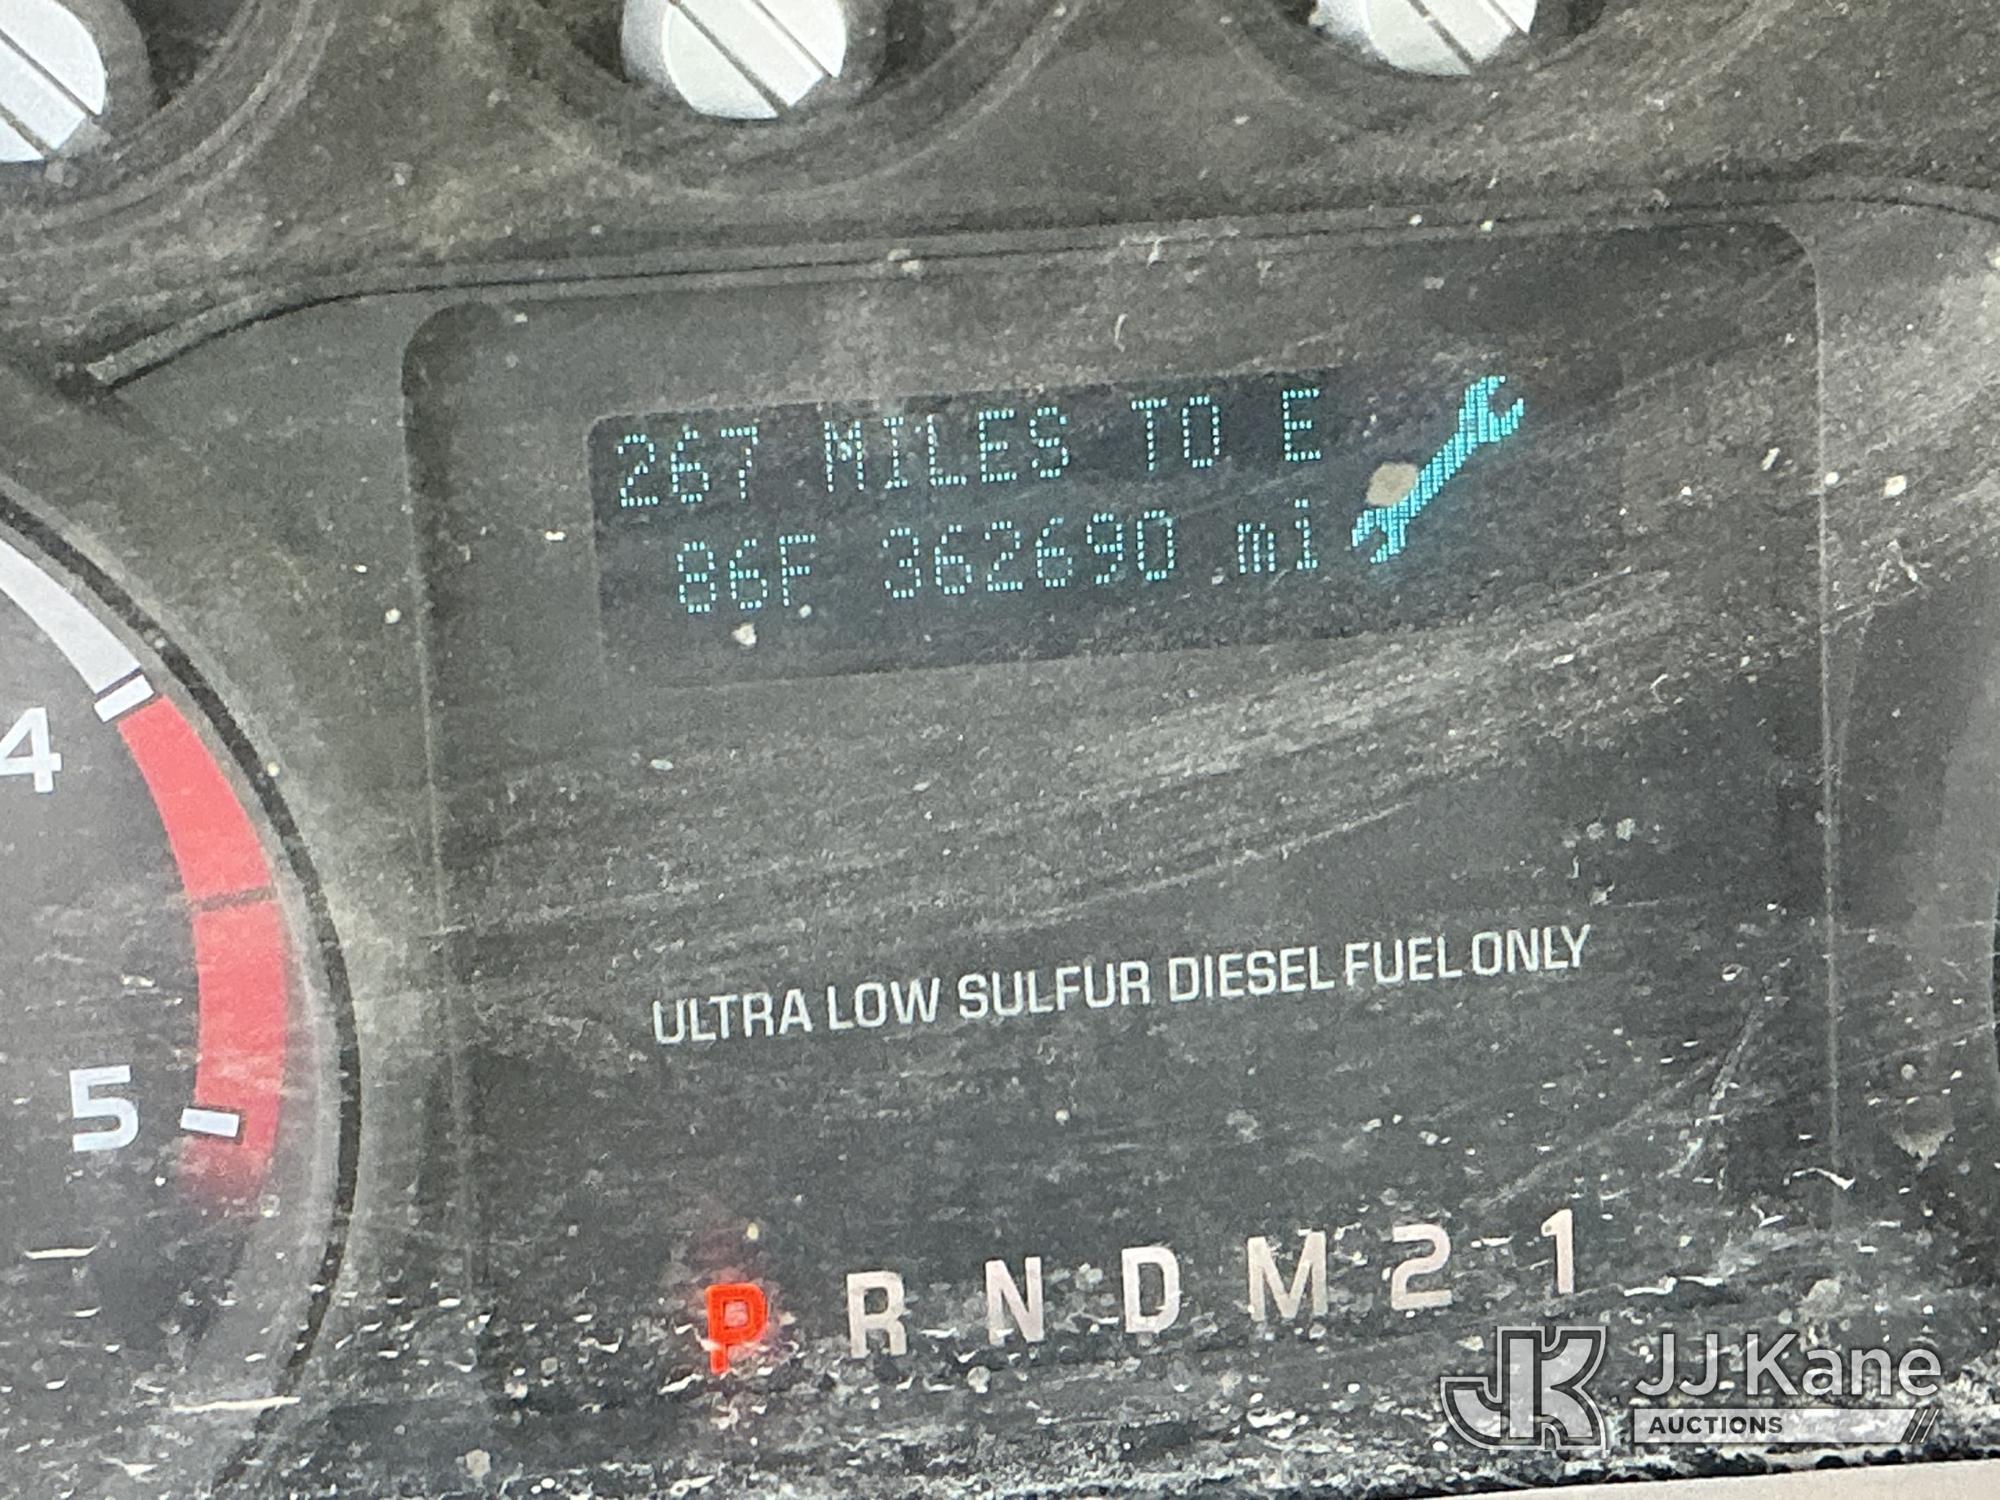 267 MILES TO E
86F 362690 mi
4
ULTRA LOW SULFUR DIESEL FUEL ONLY
5
P R N D M 2 1
JK JJ Kane
AUCTIONS